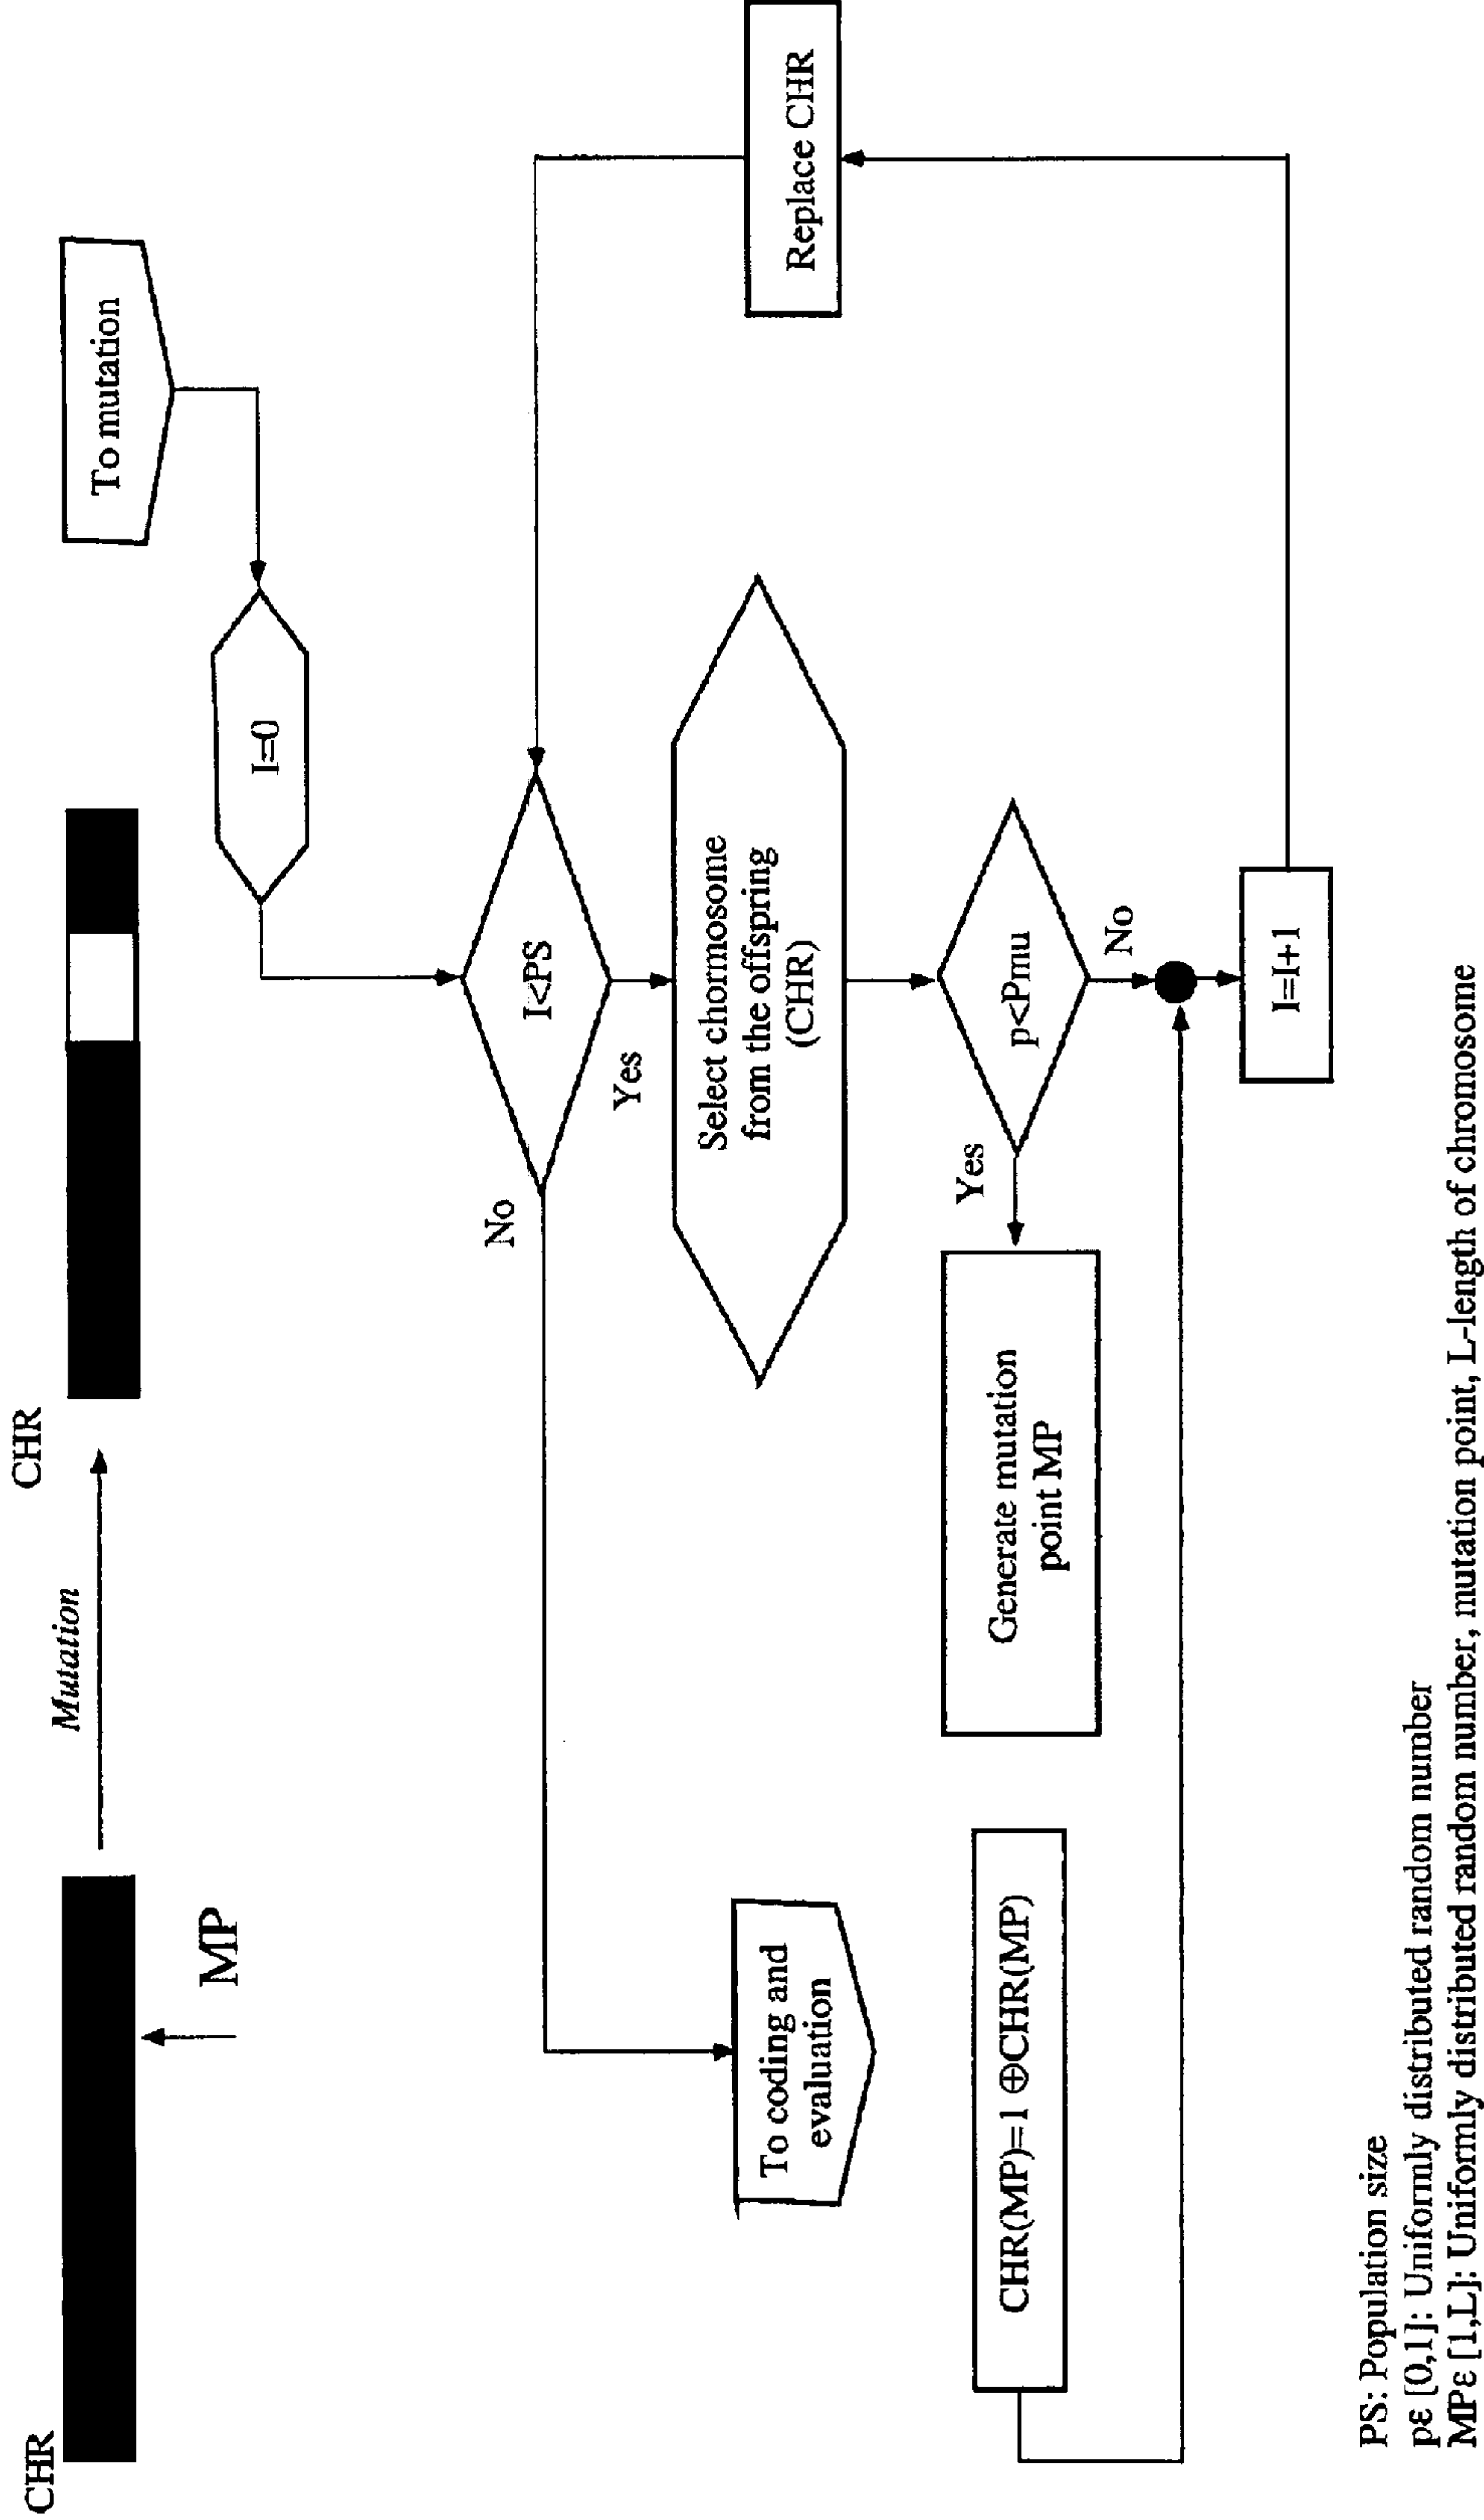 CHR
Mutation
CHR
MP
To mutation
I=0
I<PS
No
Yes
To coding and
evaluation
Select chormosome
from the offspring
(CHR)
Replace CHR
p<Pmu
Yes
No
Generate mutation
point MP
CHR(MP)=1 ⊕CHR(MP)
I=I+1
PS: Population size
pε [0,1]: Uniformly distributed random number
MPε [1,L]: Uniformly distributed random number, mutation point, L-length of chromosome